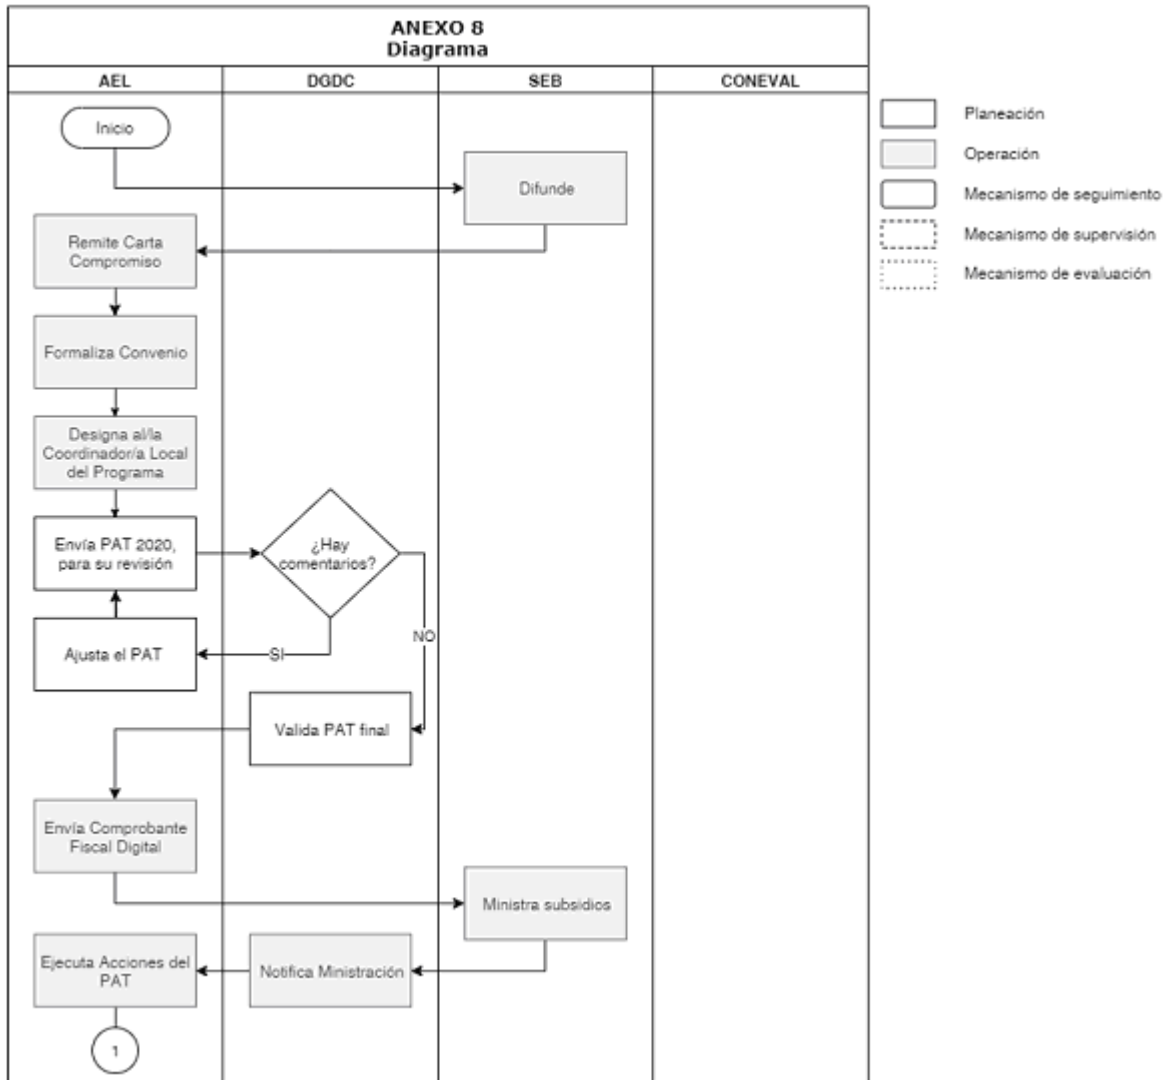 ANEXO 8
Diagrama
AEL
DGDC
SEB
CONEVAL
Inicio
Difunde
Remite Carta
Compromiso
Formaliza Convenio
Designa al/la
Coordinador/a Local
del Programa
Envía PAT 2020,
para su revisión
¿Hay
comentarios?
NO
Ajusta el PAT
SI
Valida PAT final
Envía Comprobante
Fiscal Digital
Ministra subsidios
Notifica Ministración
Ejecuta Acciones del
PAT
1
Planeación
Operación
Mecanismo de seguimiento
Mecanismo de supervisión
Mecanismo de evaluación